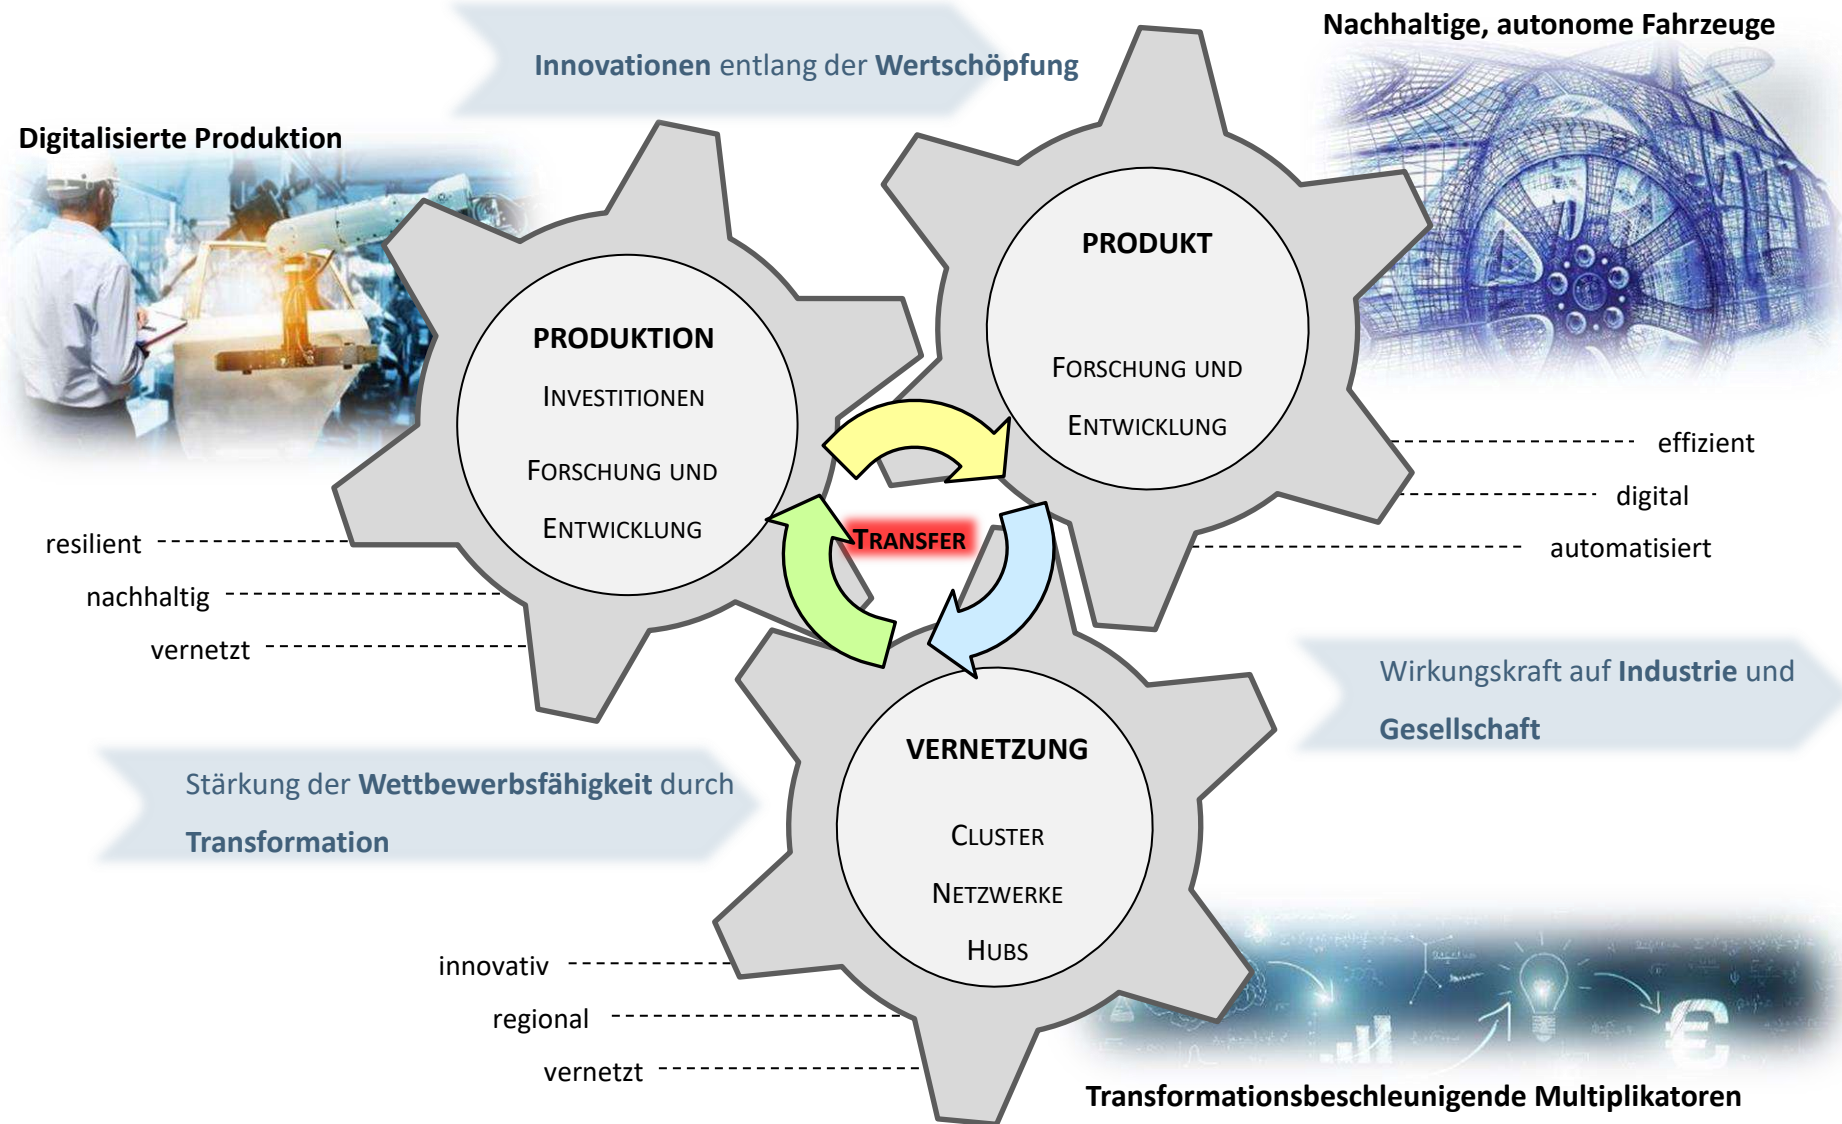 Nachhaltige, autonome Fahrzeuge
Innovationen entlang der Wertschöpfung
Digitalisierte Produktion
PRODUKT
FORSCHUNG UND
ENTWICKLUNG
PRODUKTION
INVESTITIONEN
FORSCHUNG UND
ENTWICKLUNG
effizient
digital
automatisiert
TRANSFER
resilient
nachhaltig
vernetzt
Wirkungskraft auf Industrie und
Gesellschaft
Stärkung der Wettbewerbsfähigkeit durch
Transformation
VERNETZUNG
CLUSTER
NETZWERKE
HUBS
innovativ
regional
vernetzt
€
Transformationsbeschleunigende Multiplikatoren